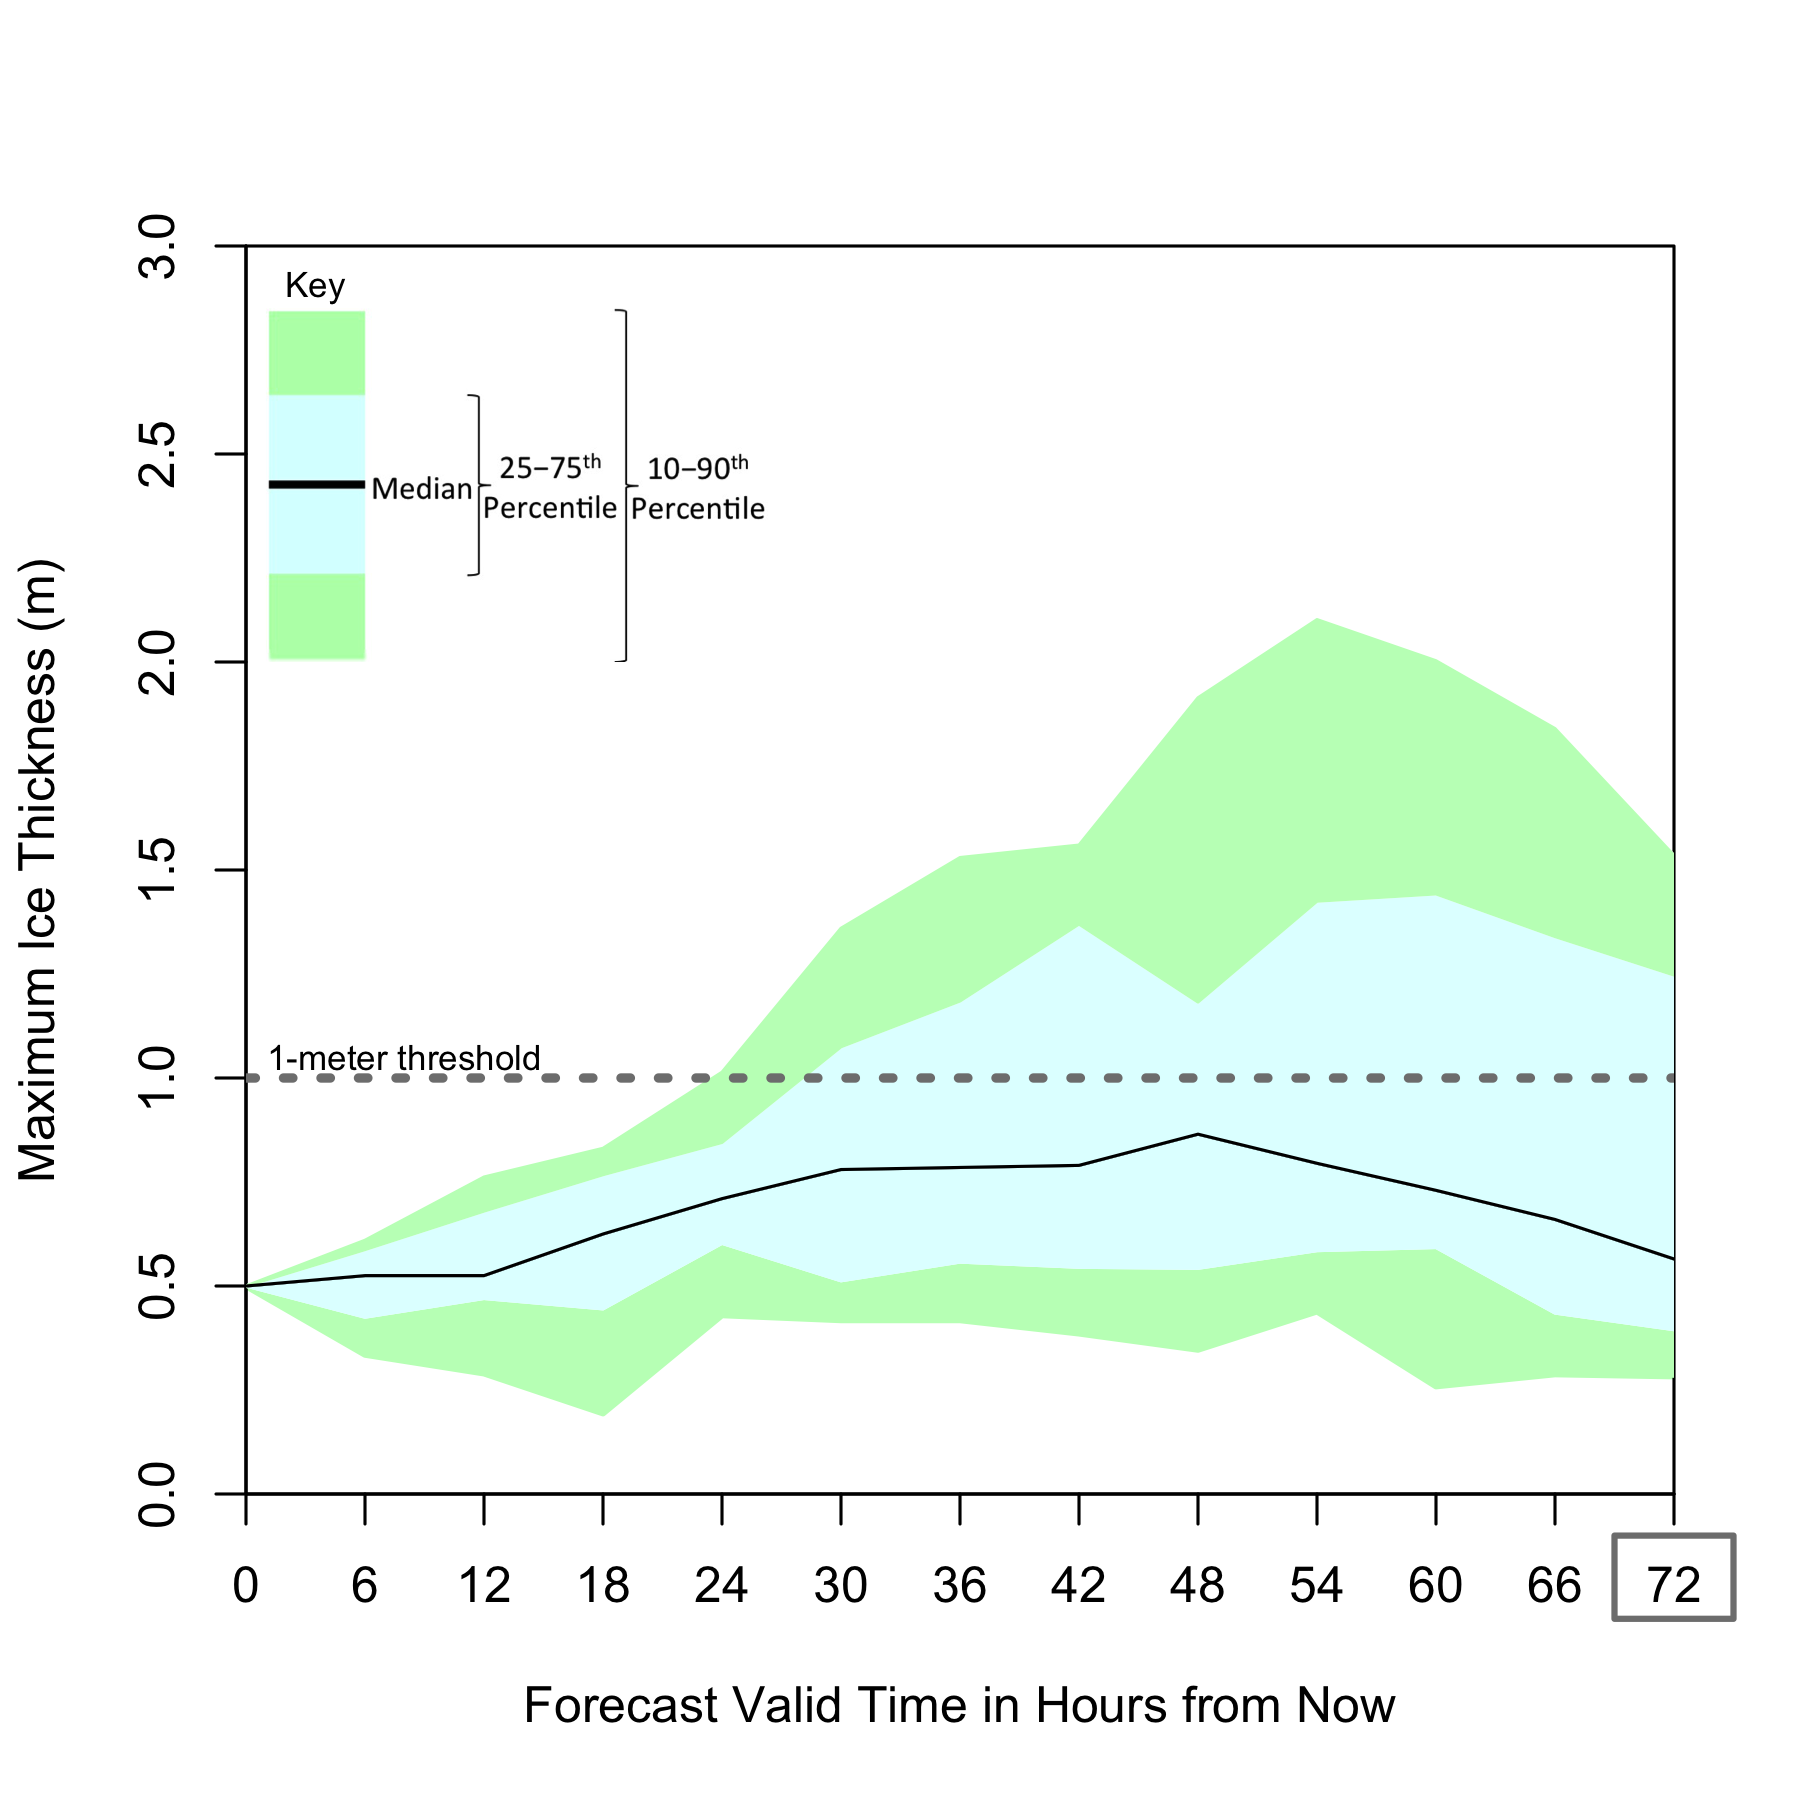 Key
Median
25–75th
Percentile
10–90th
Percentile
1-meter threshold
Maximum Ice Thickness (m)
3.0
2.5
2.0
1.5
1.0
0.5
0.0
0 6 12 18 24 30 36 42 48 54 60 66 72
Forecast Valid Time in Hours from Now